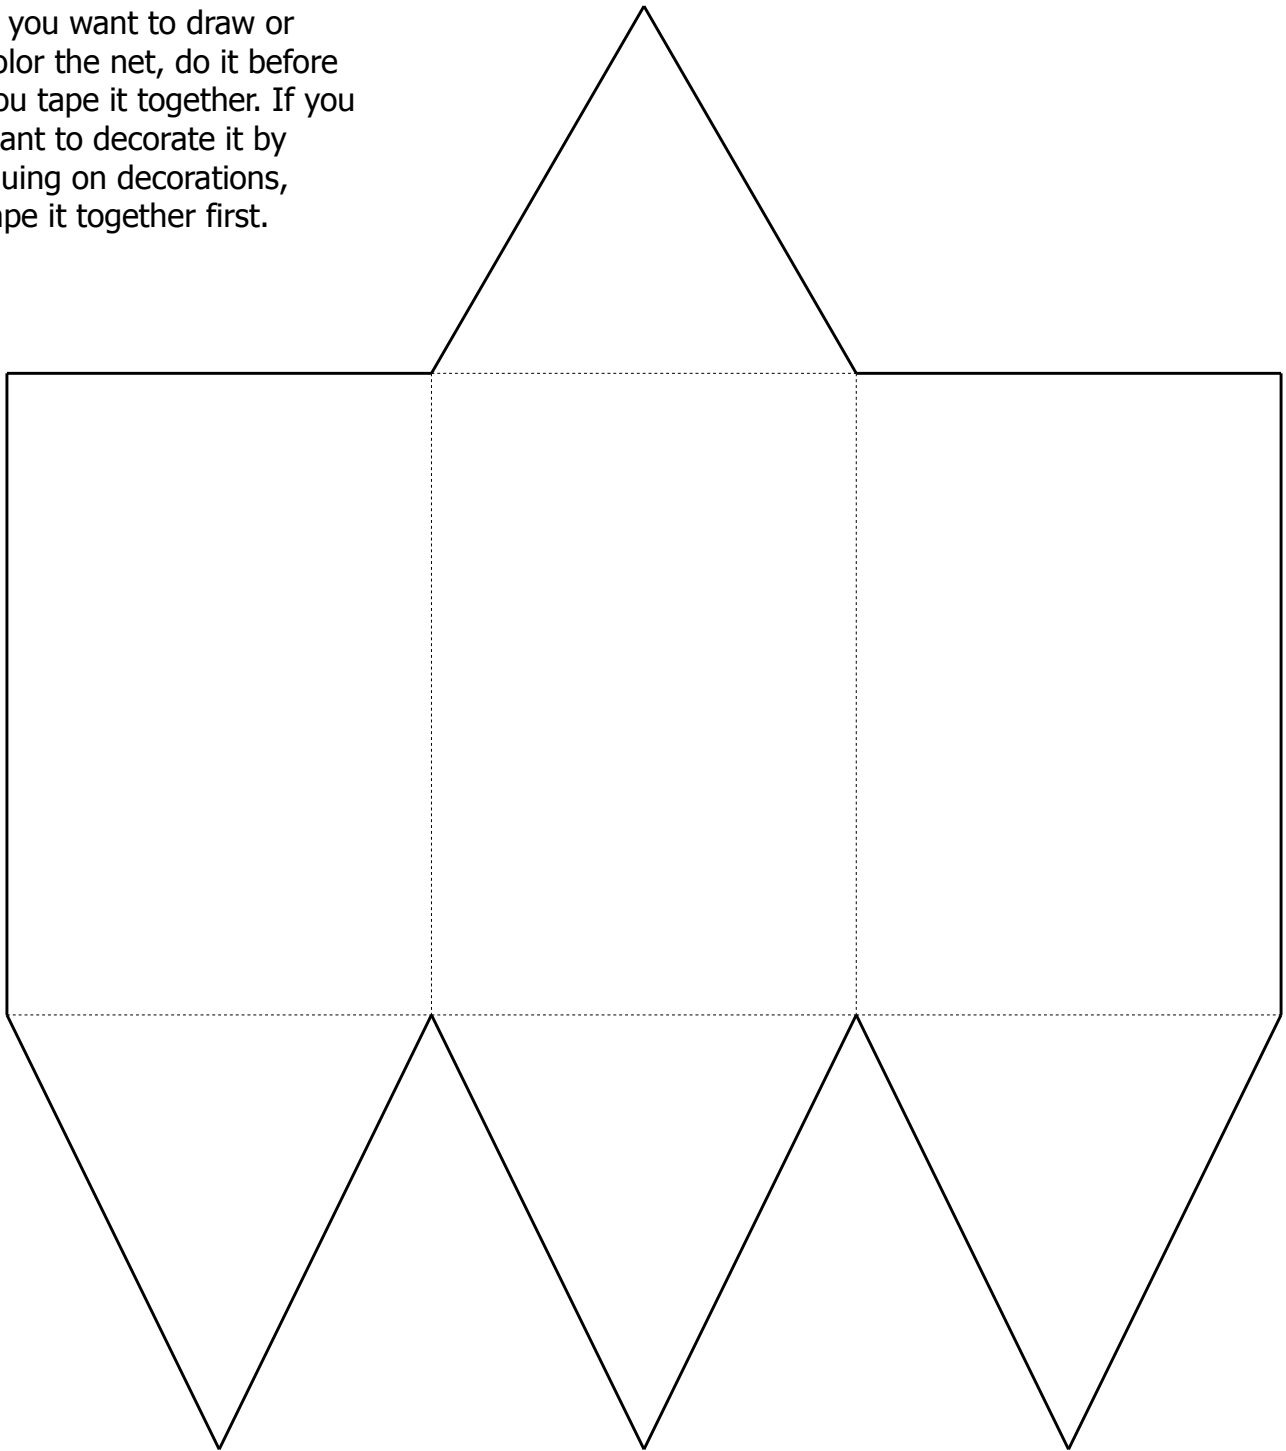 you want to draw or
olor the net, do it before
ou tape it together. If you
ant to decorate it by
uing on decorations,
ape it together first.